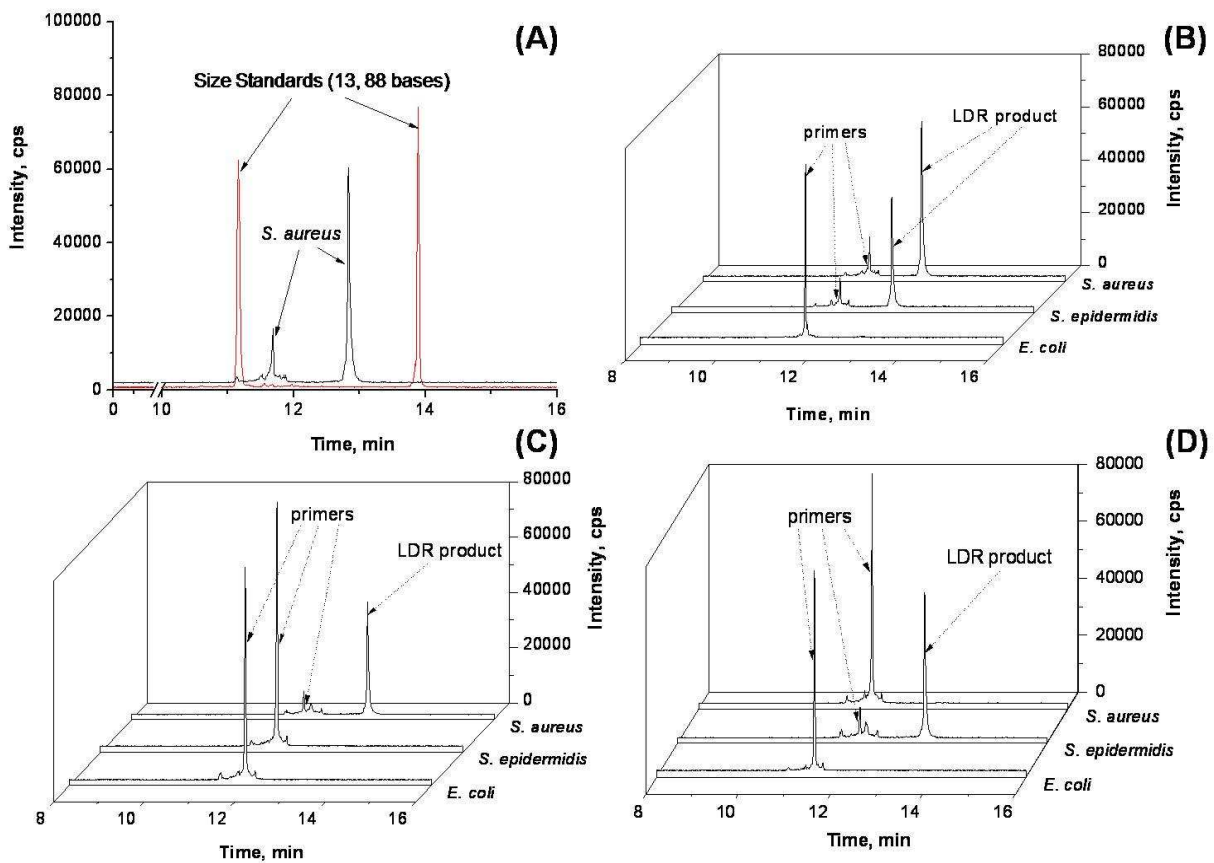 (A)
100000
80000
60000
40000
20000
0
Intensity, cps
Size Standards (13, 88 bases)
S. aureus
0 10 12 14 16
Time, min
(B)
80000
60000
40000
20000
0
Intensity, cps
primers
LDR product
S. aureus
S. epidermidis
E. coli
8 10 12 14 16
Time, min
(C)
80000
60000
40000
20000
0
Intensity, cps
primers
LDR product
S. aureus
S. epidermidis
E. coli
8 10 12 14 16
Time, min
(D)
80000
60000
40000
20000
0
Intensity, cps
primers
LDR product
S. aureus
S. epidermidis
E. coli
8 10 12 14 16
Time, min